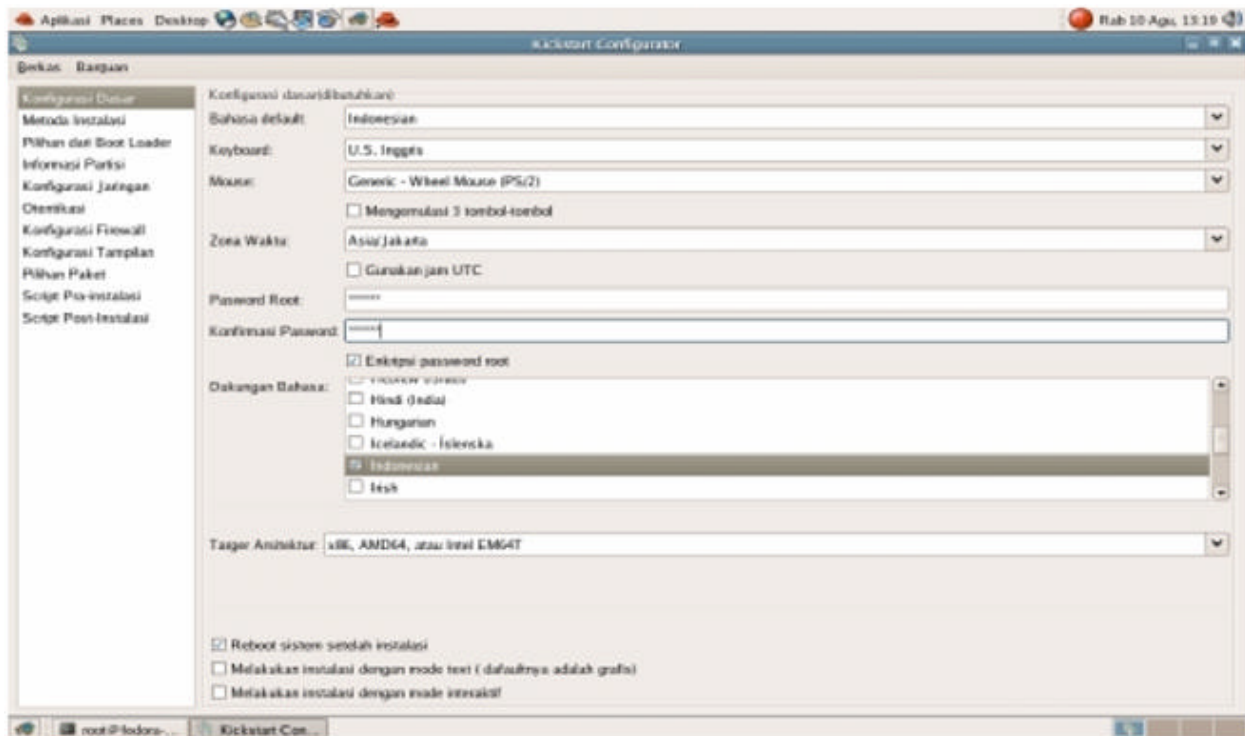 Aplikasi Places Desktop
Rab 10 Agu, 13:19
Kickstart Configurator
Berkas Bantuan
Konfigurasi Dasar
Metoda Instalasi
Pilihan dari Boot Loader
Informasi Partisi
Konfigurasi Jaringan
Otentikasi
Konfigurasi Firewall
Konfigurasi Tampilan
Pilihan Paket
Script Pra-instalasi
Script Post-Instalasi
Konfigurasi dasar(dibutuhkan)
Bahasa default: Indonesian
Keyboard: U.S. Inggris
Mouse: Generic - Wheel Mouse (PS/2)
Mengemulasi 3 tombol-tombol
Zona Waktu: Asia/Jakarta
Gunakan jam UTC
Password Root: ******
Konfirmasi Password: ******
Enkripsi password root
Dukungan Bahasa:
Hindi (India)
Hungarian
Icelandic - Íslenska
Indonesian
Irish
Target Arsitektur: x86, AMD64, atau Intel EM64T
Reboot sistem setelah instalasi
Melakukan instalasi dengan mode text ( dafaultnya adalah grafis)
Melakukan instalasi dengan mode interaktif
root@fedora-...
Kickstart Con...